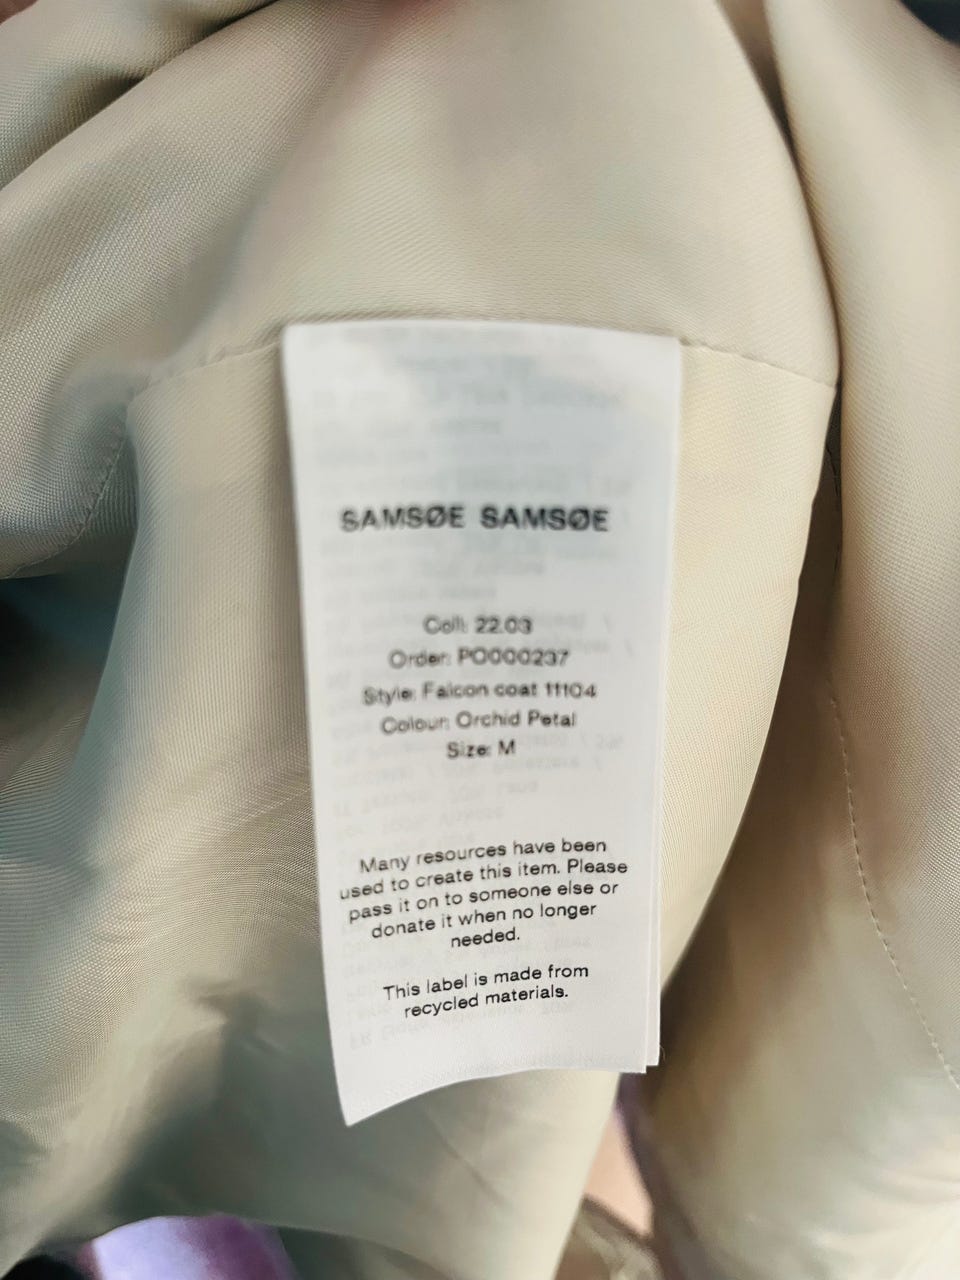 SAMSØE SAMSØE
Coll: 22.03
Order: PO000237
Style: Falcon coat 11104
Colour: Orchid Petal
Size: M
Many resources have been
used to create this item. Please
pass it on to someone else or
donate it when no longer
needed.
This label is made from
recycled materials.